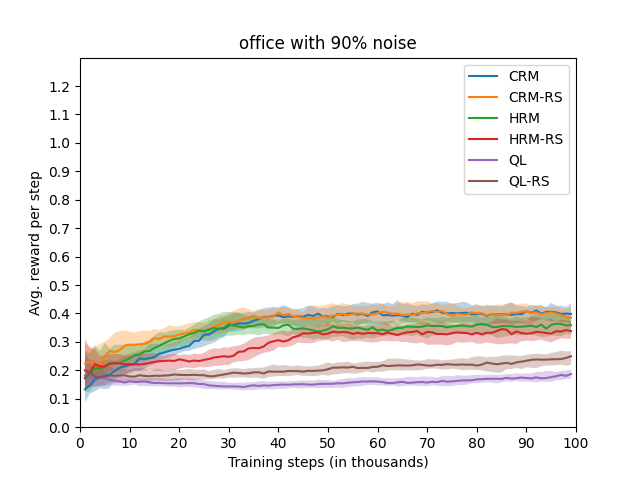 office with 90% noise
CRM
CRM-RS
HRM
HRM-RS
QL
QL-RS
Avg. reward per step
1.2
1.1
1.0
0.9
0.8
0.7
0.6
0.5
0.4
0.3
0.2
0.1
0.0
0 10 20 30 40 50 60 70 80 90 100
Training steps (in thousands)